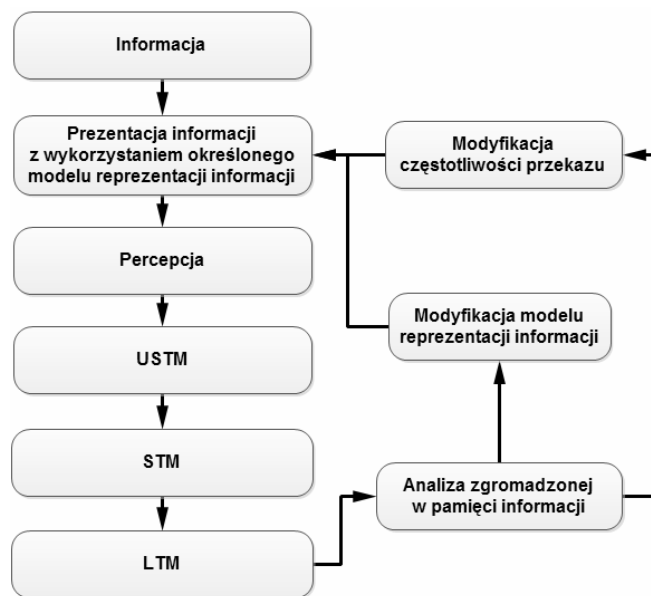 Informacja
Prezentacja informacji
z wykorzystaniem określonego
modelu reprezentacji informacji
Modyfikacja
częstotliwości przekazu
Percepcja
Modyfikacja modelu
reprezentacji informacji
USTM
STM
Analiza zgromadzonej
w pamięci informacji
LTM